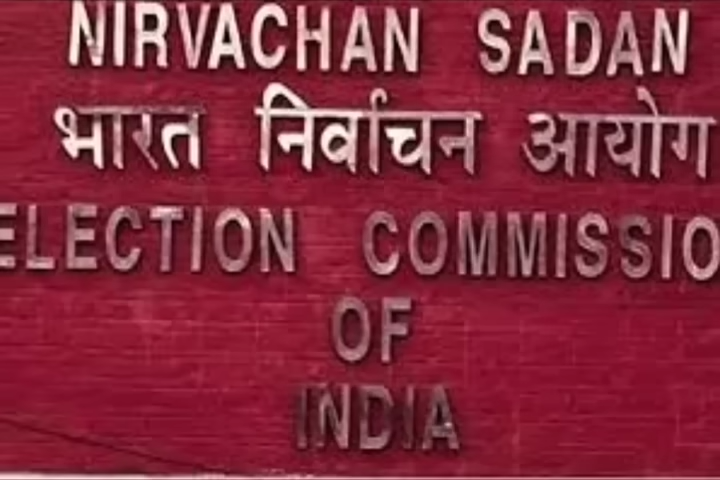 NIRVACHAN SADAN
भारत निर्वाचन आयोग
ELECTION COMMISSIO
OF
INDIA